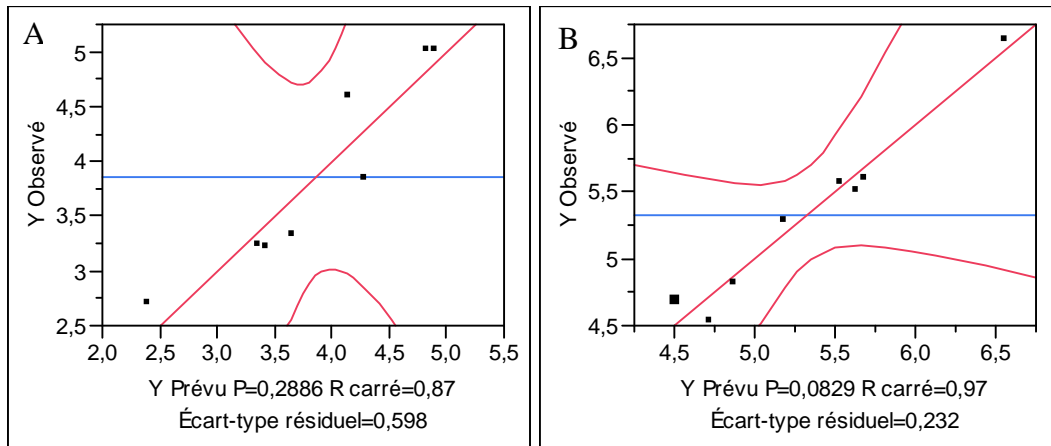 A
Y Observé
5
4,5
4
3,5
3
2,5
2,0 2,5 3,0 3,5 4,0 4,5 5,0 5,5
Y Prévu P=0,2886 R carré=0,87
Écart-type résiduel=0,598
B
Y Observé
6,5
6
5,5
5
4,5
4,5 5,0 5,5 6,0 6,5
Y Prévu P=0,0829 R carré=0,97
Écart-type résiduel=0,232